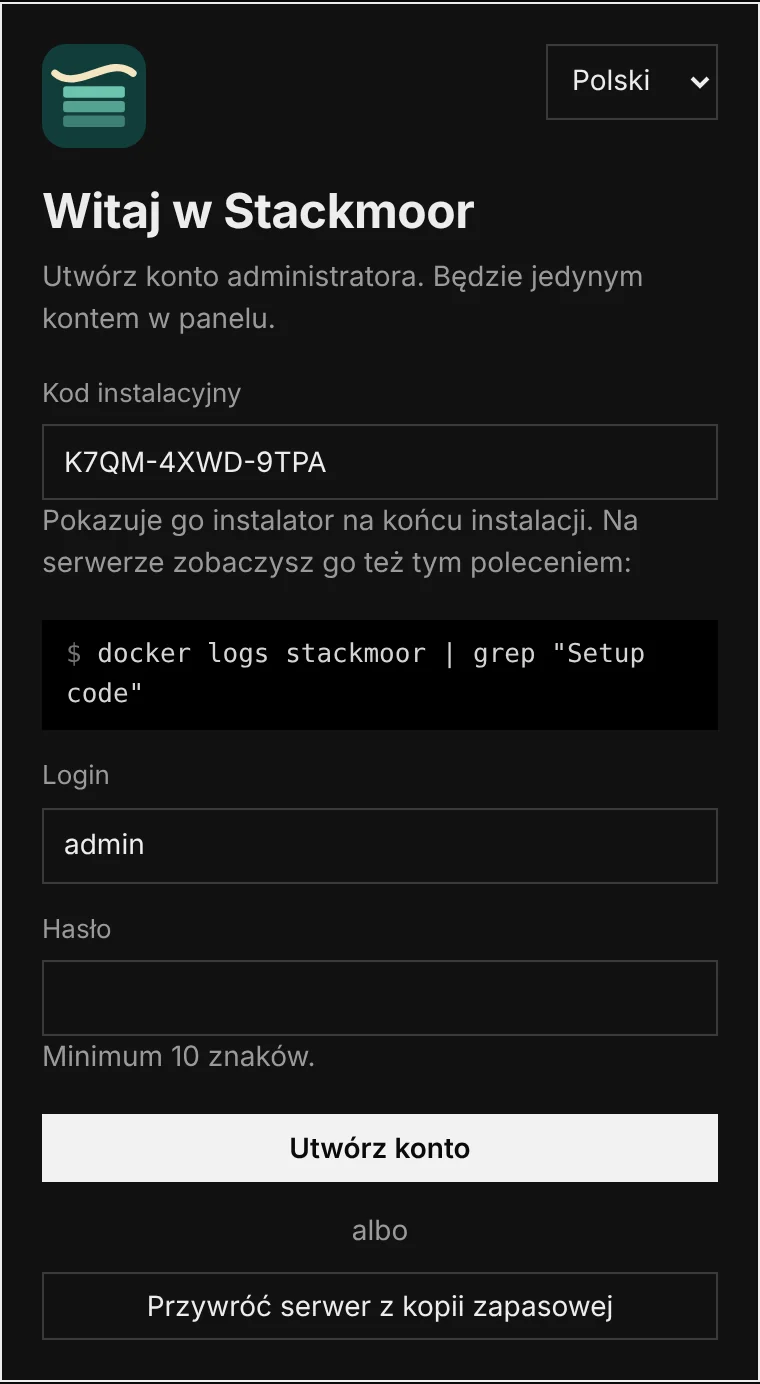 Polski
Witaj w Stackmoor
Utwórz konto administratora. Będzie jedynym
kontem w panelu.
Kod instalacyjny
K7QM-4XWD-9TPA
Pokazuje go instalator na końcu instalacji. Na
serwerze zobaczysz go też tym poleceniem:
$ docker logs stackmoor | grep "Setup
code"
Login
admin
Hasło
Minimum 10 znaków.
Utwórz konto
albo
Przywróć serwer z kopii zapasowej